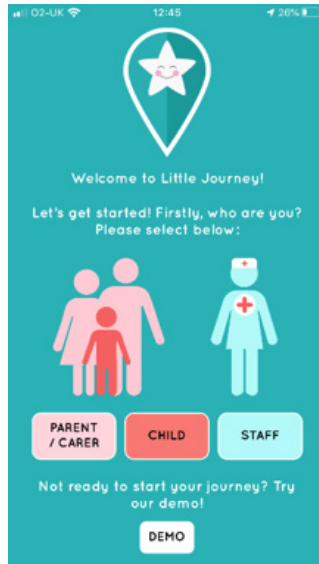 O2-UK 12:45 26%
Welcome to Little Journey!
Let's get started! Firstly, who are you?
Please select below:
PARENT
/ CARER
CHILD
STAFF
Not ready to start your journey? Try
our demo!
DEMO